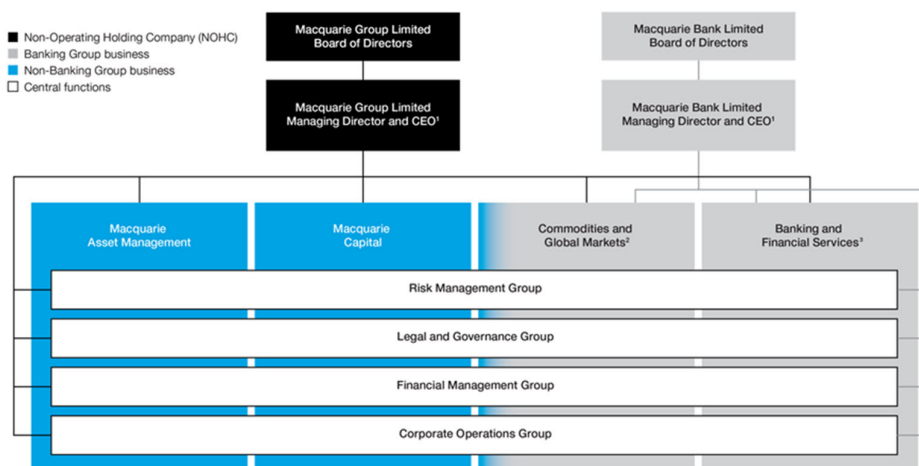 Non-Operating Holding Company (NOHC)
Banking Group business
Non-Banking Group business
Central functions
Macquarie Group Limited
Board of Directors
Macquarie Bank Limited
Board of Directors
Macquarie Group Limited
Managing Director and CEO¹
Macquarie Bank Limited
Managing Director and CEO¹
Macquarie
Asset Management
Macquarie
Capital
Commodities and
Global Markets²
Banking and
Financial Services³
Risk Management Group
Legal and Governance Group
Financial Management Group
Corporate Operations Group